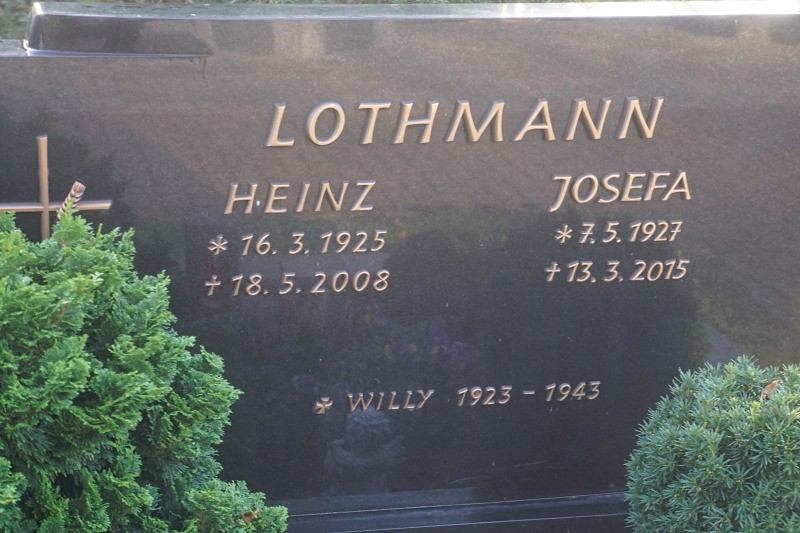 LOTHMANN
HEINZ
* 16. 3. 1925
† 18. 5. 2008
JOSEFA
* 7. 5. 1927
† 13. 3. 2015
✠ WILLY 1923 - 1943